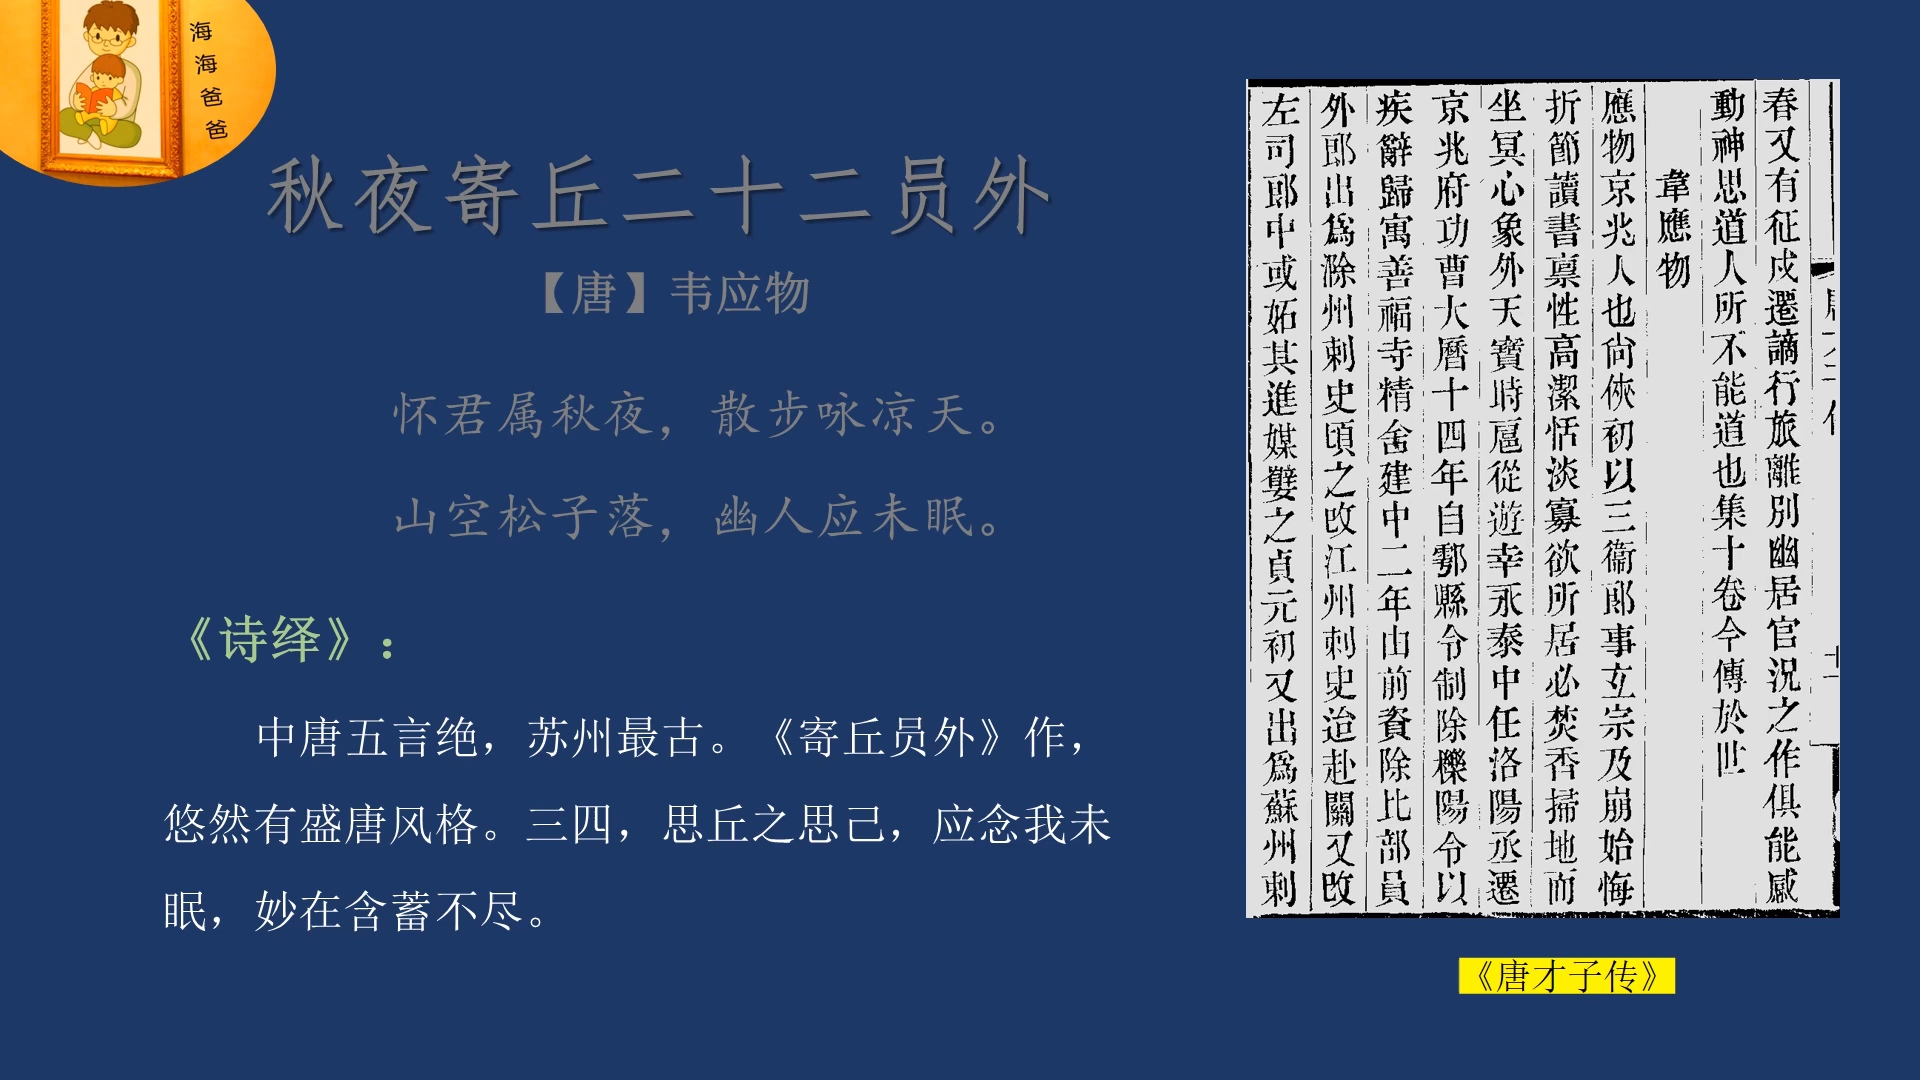 海海爸爸
秋夜寄丘二十二员外
【唐】韦应物
怀君属秋夜，散步咏凉天。
山空松子落，幽人应未眠。
《诗绎》：
中唐五言绝，苏州最古。《寄丘员外》作，
悠然有盛唐风格。三四，思丘之思己，应念我未
眠，妙在含蓄不尽。
春又有征戍遷謫行旅離別幽居官況之作俱能感
動神思道人所不能道也集十卷今傳於世
韋應物
應物京兆人也尙俠初以三衞郎事玄宗及崩始悔
折節讀書稟性高潔恬淡寡欲所居必焚香掃地而
坐冥心象外天寶時扈從遊幸永泰中任洛陽丞遷
京兆府功曹大曆十四年自鄠縣令制除櫟陽令以
疾辭歸寓善福寺精舍建中二年由前資除比部員
外郎出爲滁州刺史頃之改江州刺史追赴闕又改
左司郎中或妬其進媒糱之貞元初又出爲蘇州刺
《唐才子传》